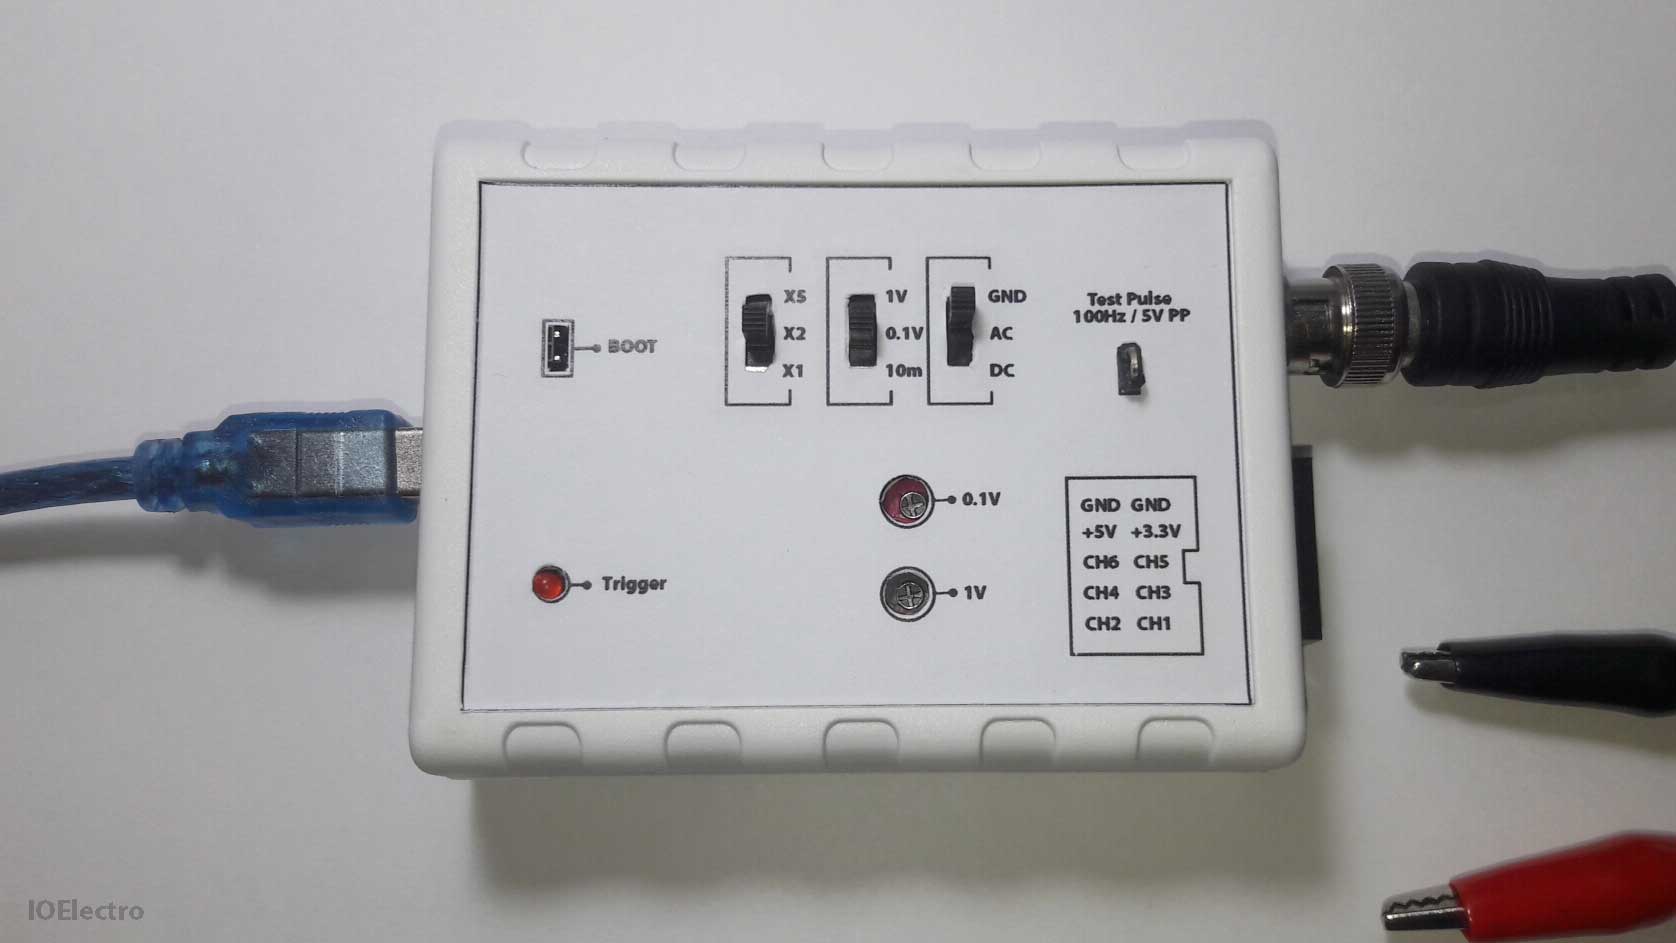 X5
1V
GND
Test Pulse
100Hz / 5V PP
BOOT
X2
0.1V
AC
X1
10m
DC
0.1V
Trigger
1V
GND GND
+5V +3.3V
CH6 CH5
CH4 CH3
CH2 CH1
IOElectro